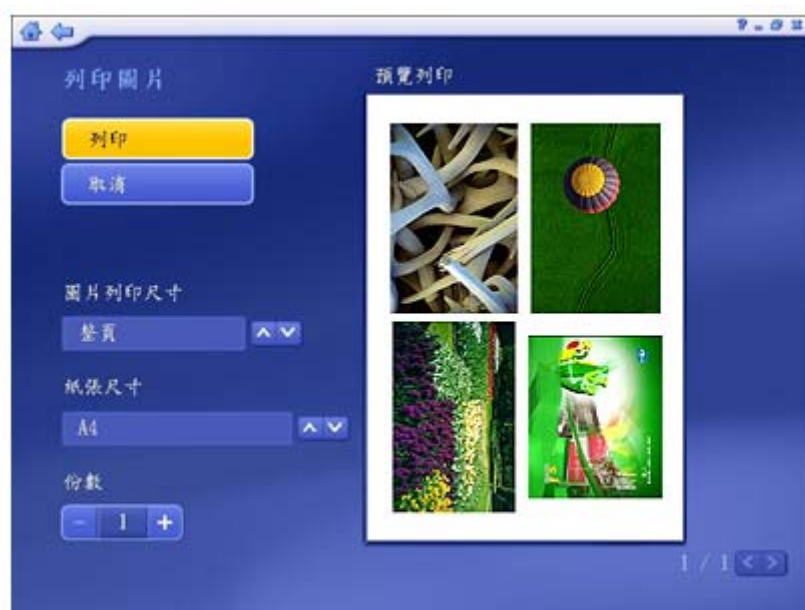 列印圖片
列印
取消
圖片列印尺寸
整頁
紙張尺寸
A4
份數
- 1 +
預覽列印
1 / 1